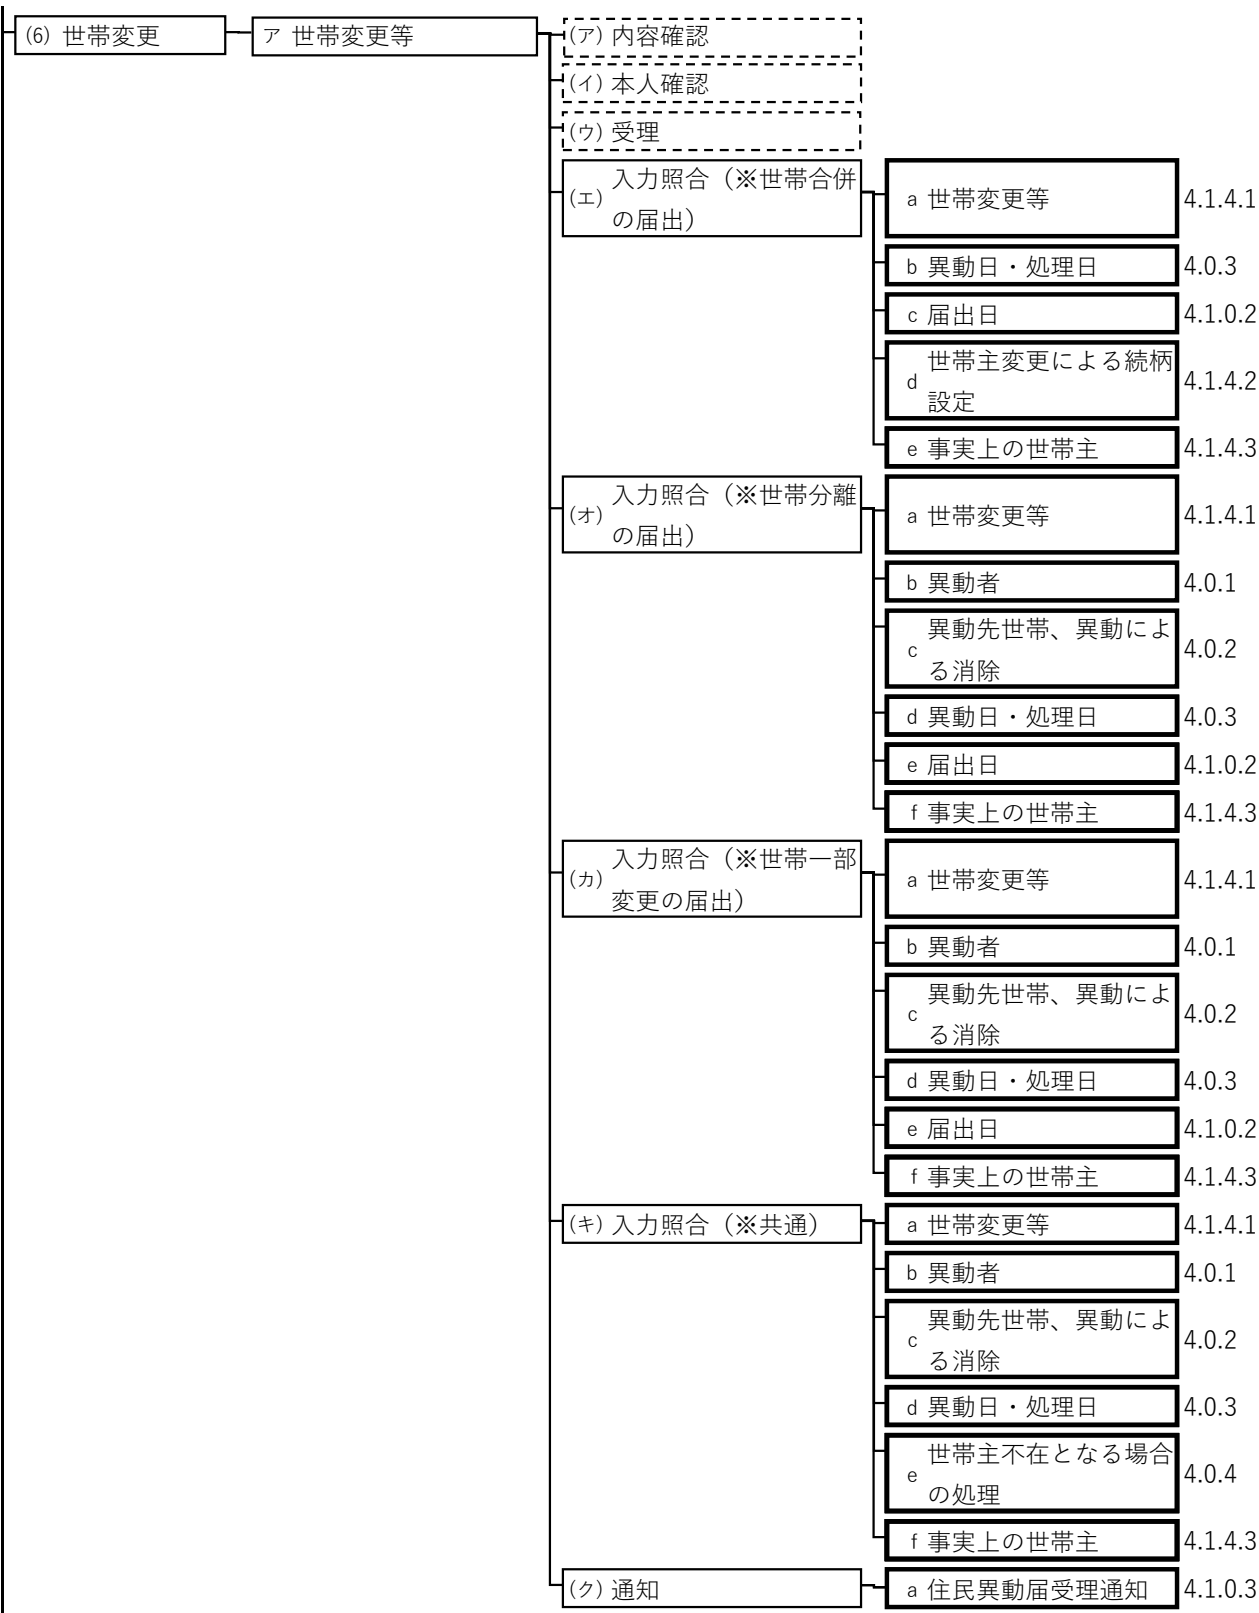 (6) 世帯変更
ア 世帯変更等
(ア) 内容確認
(イ) 本人確認
(ウ) 受理
(エ) 入力照合（※世帯合併
の届出）
a 世帯変更等 4.1.4.1
b 異動日・処理日 4.0.3
c 届出日 4.1.0.2
d 世帯主変更による続柄
設定 4.1.4.2
e 事実上の世帯主 4.1.4.3
(オ) 入力照合（※世帯分離
の届出）
a 世帯変更等 4.1.4.1
b 異動者 4.0.1
c 異動先世帯、異動によ
る消除 4.0.2
d 異動日・処理日 4.0.3
e 届出日 4.1.0.2
f 事実上の世帯主 4.1.4.3
(カ) 入力照合（※世帯一部
変更の届出）
a 世帯変更等 4.1.4.1
b 異動者 4.0.1
c 異動先世帯、異動によ
る消除 4.0.2
d 異動日・処理日 4.0.3
e 届出日 4.1.0.2
f 事実上の世帯主 4.1.4.3
(キ) 入力照合（※共通）
a 世帯変更等 4.1.4.1
b 異動者 4.0.1
c 異動先世帯、異動によ
る消除 4.0.2
d 異動日・処理日 4.0.3
e 世帯主不在となる場合
の処理 4.0.4
f 事実上の世帯主 4.1.4.3
(ク) 通知
a 住民異動届受理通知 4.1.0.3